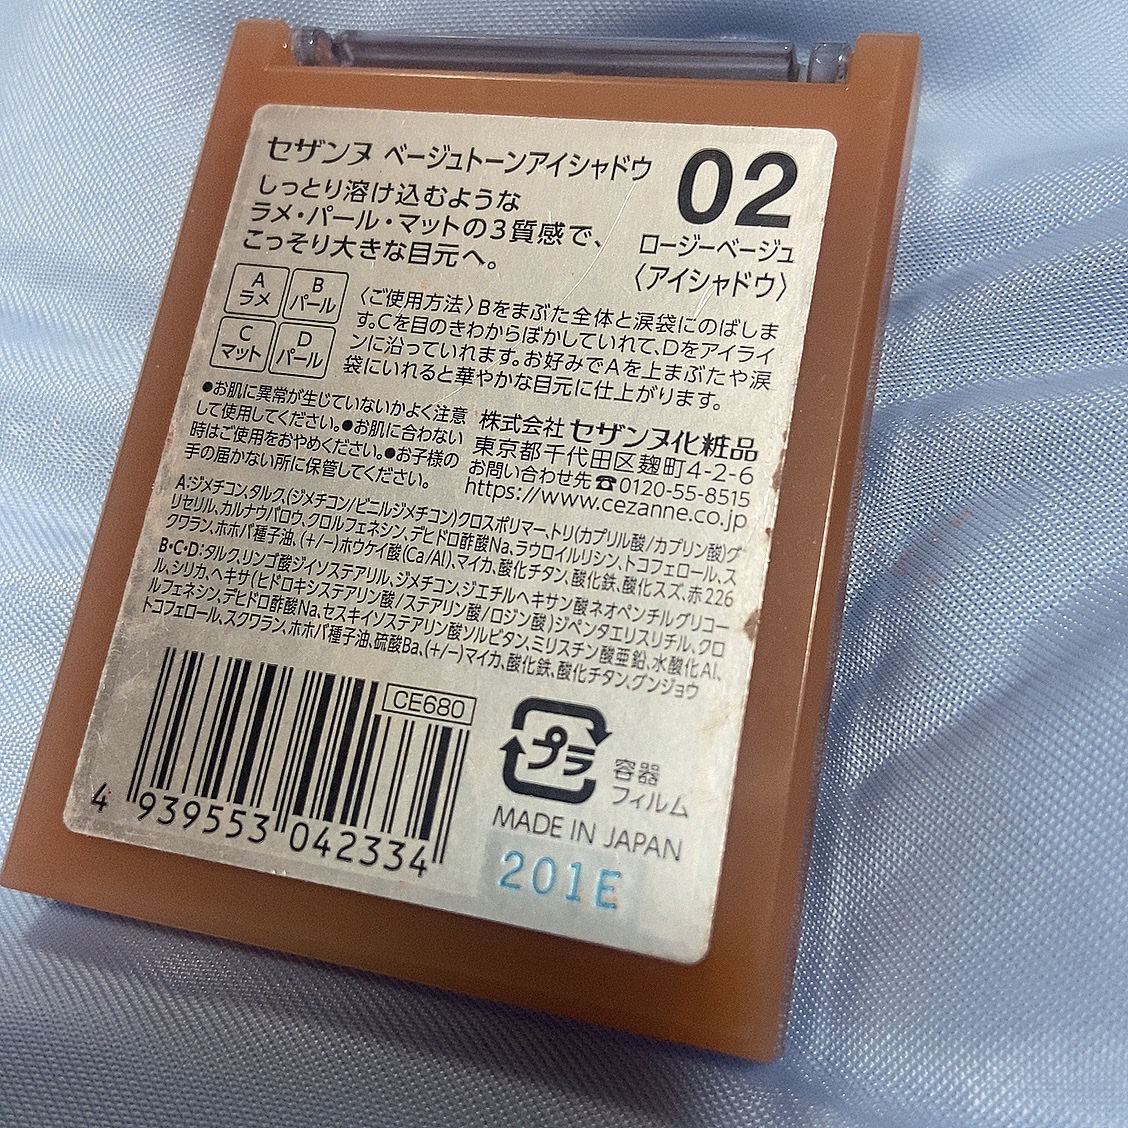 セザンヌ ベージュトーンアイシャドウ
しっとり溶け込むような
ラメ・パール・マットの3質感で、
こっそり大きな目元へ。
02
ロージーベージュ
〈アイシャドウ〉
A
ラメ
B
パール
C
マット
D
パール
〈ご使用方法〉Bをまぶた全体と涙袋にのばしま
す。Cを目のきわからぼかしていれて、Dをアイライ
ンに沿っていれます。お好みでAを上まぶたや涙
袋にいれると華やかな目元に仕上がります。
●お肌に異常が生じていないかよく注意
して使用してください。●お肌に合わない
時はご使用をおやめください。●お子様の
手の届かない所に保管してください。
株式会社 セザンヌ化粧品
東京都千代田区麹町4-2-6
お問い合わせ先☎0120-55-8515
https://www.cezanne.co.jp
A:ジメチコン、タルク、(ジメチコン/ビニルジメチコン)クロスポリマー、トリ(カプリル酸/カプリン酸)グ
リセリル、カルナウバロウ、クロルフェネシン、デヒドロ酢酸Na、ラウロイルリシン、トコフェロール、ス
クワラン、ホホバ種子油、(+/-)ホウケイ酸(Ca/Al)、マイカ、酸化チタン、酸化鉄、酸化スズ、赤226
B・C・D:タルク、リンゴ酸ジイソステアリル、ジメチコン、ジエチルヘキサン酸ネオペンチルグリコー
ル、シリカ、ヘキサ(ヒドロキシステアリン酸/ステアリン酸/ロジン酸)ジペンタエリスリチル、クロ
ルフェネシン、デヒドロ酢酸Na、セスキイソステアリン酸ソルビタン、ミリスチン酸亜鉛、水酸化Al、
トコフェロール、スクワラン、ホホバ種子油、硫酸Ba、(+/-)マイカ、酸化鉄、酸化チタン、グンジョウ
CE680
4 939553 042334
プラ
容器
フィルム
MADE IN JAPAN
201E